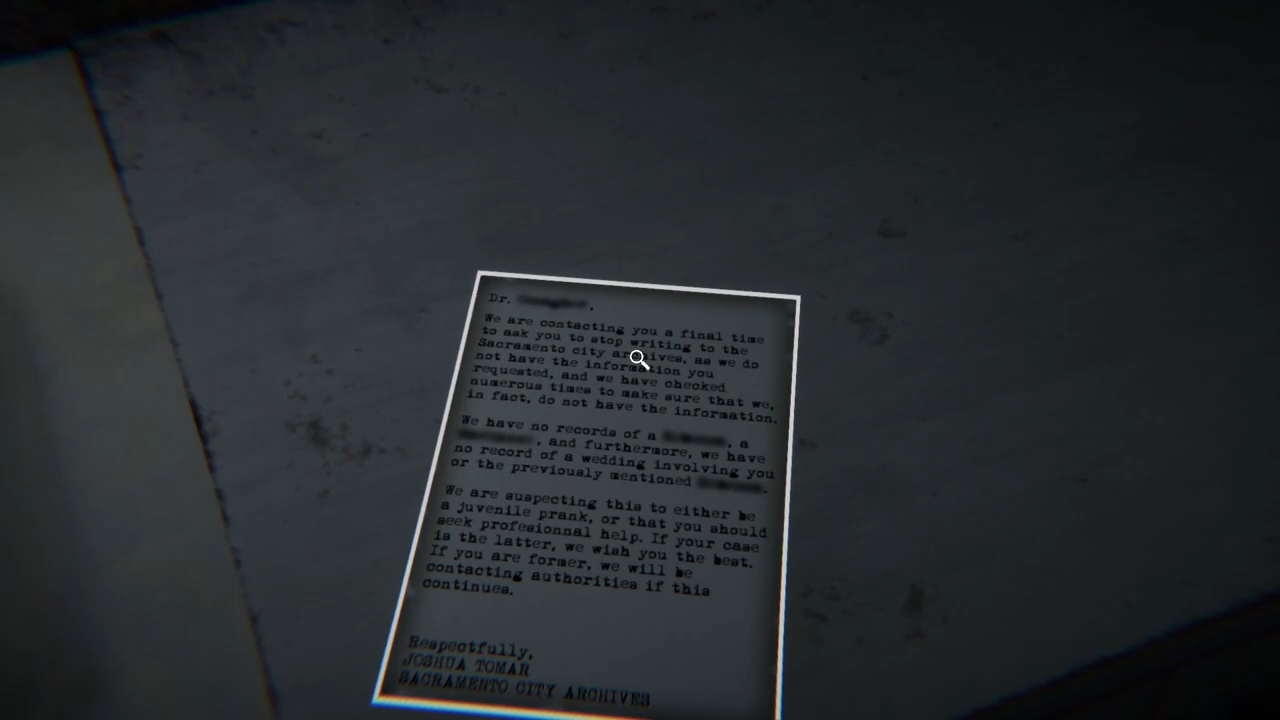 Dr. ,
We are contacting you a final time
to ask you to stop writing to the
Sacramento city archives, as we do
not have the information you
requested, and we have checked
numerous times to make sure that we,
in fact, do not have the information.
We have no records of a , a
, and furthermore, we have
no record of a wedding involving you
or the previously mentioned .
We are suspecting this to either be
a juvenile prank, or that you should
seek profesionnal help. If your case
is the latter, we wish you the best.
If you are former, we will be
contacting authorities if this
continues.
Respectfully,
JOSHUA TOMAR
SACRAMENTO CITY ARCHIVES